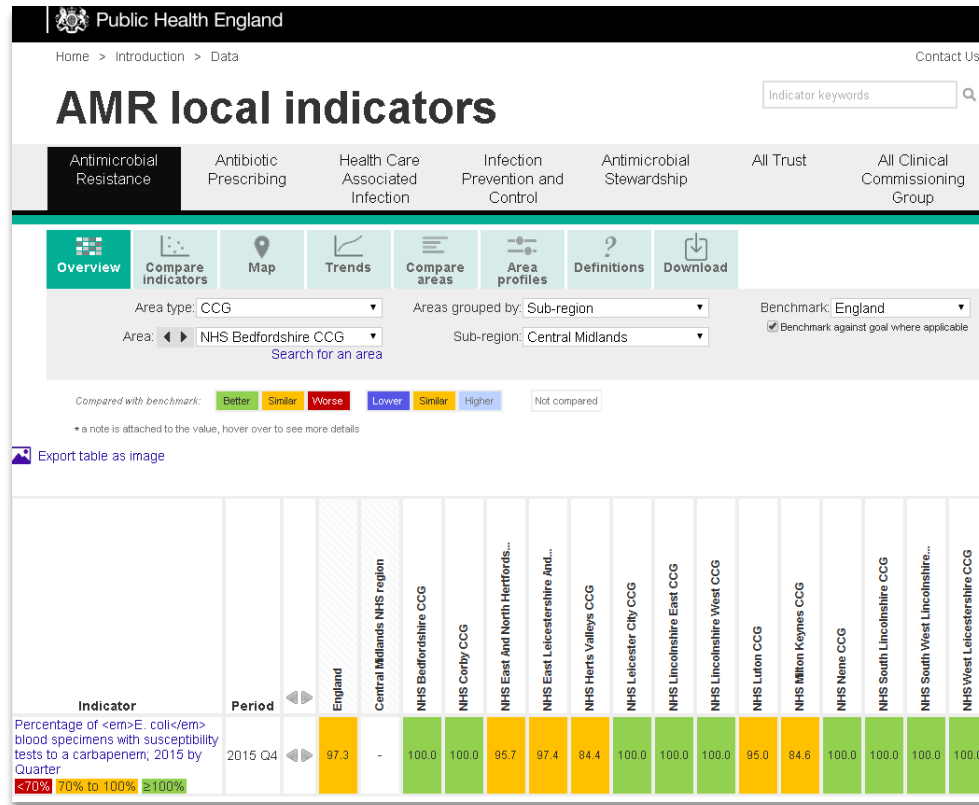 Public Health England
Home > Introduction > Data
Contact Us
AMR local indicators
Indicator keywords
Antimicrobial Resistance
Antibiotic Prescribing
Health Care Associated Infection
Infection Prevention and Control
Antimicrobial Stewardship
All Trust
All Clinical Commissioning Group
Overview
Compare indicators
Map
Trends
Compare areas
Area profiles
Definitions
Download
Area type: CCG
Areas grouped by: Sub-region
Benchmark: England
Benchmark against goal where applicable
Area: NHS Bedfordshire CCG
Sub-region: Central Midlands
Search for an area
Compared with benchmark: Better Similar Worse Lower Similar Higher Not compared
* a note is attached to the value, hover over to see more details
Export table as image
Indicator
Period
England
Central Midlands NHS region
NHS Bedfordshire CCG
NHS Corby CCG
NHS East And North Hertfords...
NHS East Leicestershire And...
NHS Herts Valleys CCG
NHS Leicester City CCG
NHS Lincolnshire East CCG
NHS Lincolnshire West CCG
NHS Luton CCG
NHS Milton Keynes CCG
NHS Nene CCG
NHS South Lincolnshire CCG
NHS South West Lincolnshire...
NHS West Leicestershire CCG
Percentage of <em>E. coli</em>
blood specimens with susceptibility
tests to a carbapenem; 2015 by
Quarter
<70% 70% to 100% ≥100%
2015 Q4 97.3 - 100.0 100.0 95.7 97.4 84.4 100.0 100.0 100.0 95.0 84.6 100.0 100.0 100.0 100.0